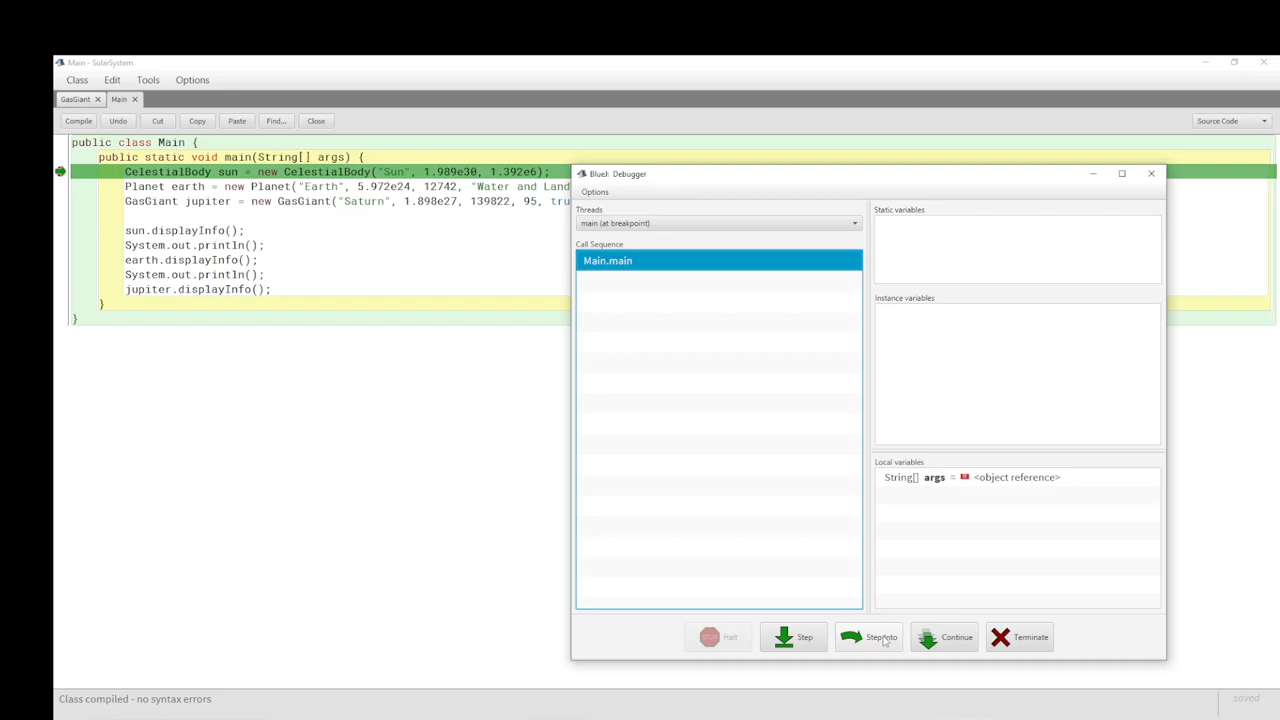 Main - SolarSystem
Class Edit Tools Options
GasGiant Main
Compile Undo Cut Copy Paste Find... Close Source Code
public class Main {
public static void main(String[] args) {
CelestialBody sun = new CelestialBody("Sun", 1.989e30, 1.392e6);
Planet earth = new Planet("Earth", 5.972e24, 12742, "Water and Land
GasGiant jupiter = new GasGiant("Saturn", 1.898e27, 139822, 95, tru
sun.displayInfo();
System.out.println();
earth.displayInfo();
System.out.println();
jupiter.displayInfo();
}
}
BlueJ: Debugger
Options
Threads
main (at breakpoint)
Call Sequence
Main.main
Static variables
Instance variables
Local variables
String[] args = <object reference>
Halt Step Step Into Continue Terminate
Class compiled - no syntax errors
saved